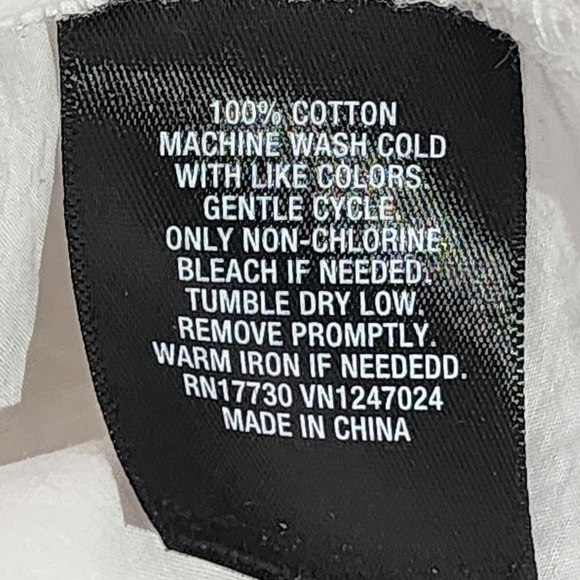 100% COTTON
MACHINE WASH COLD
WITH LIKE COLORS.
GENTLE CYCLE
ONLY NON-CHLORINE
BLEACH IF NEEDED.
TUMBLE DRY LOW.
REMOVE PROMPTLY.
WARM IRON IF NEEDEDD.
RN17730 VN1247024
MADE IN CHINA